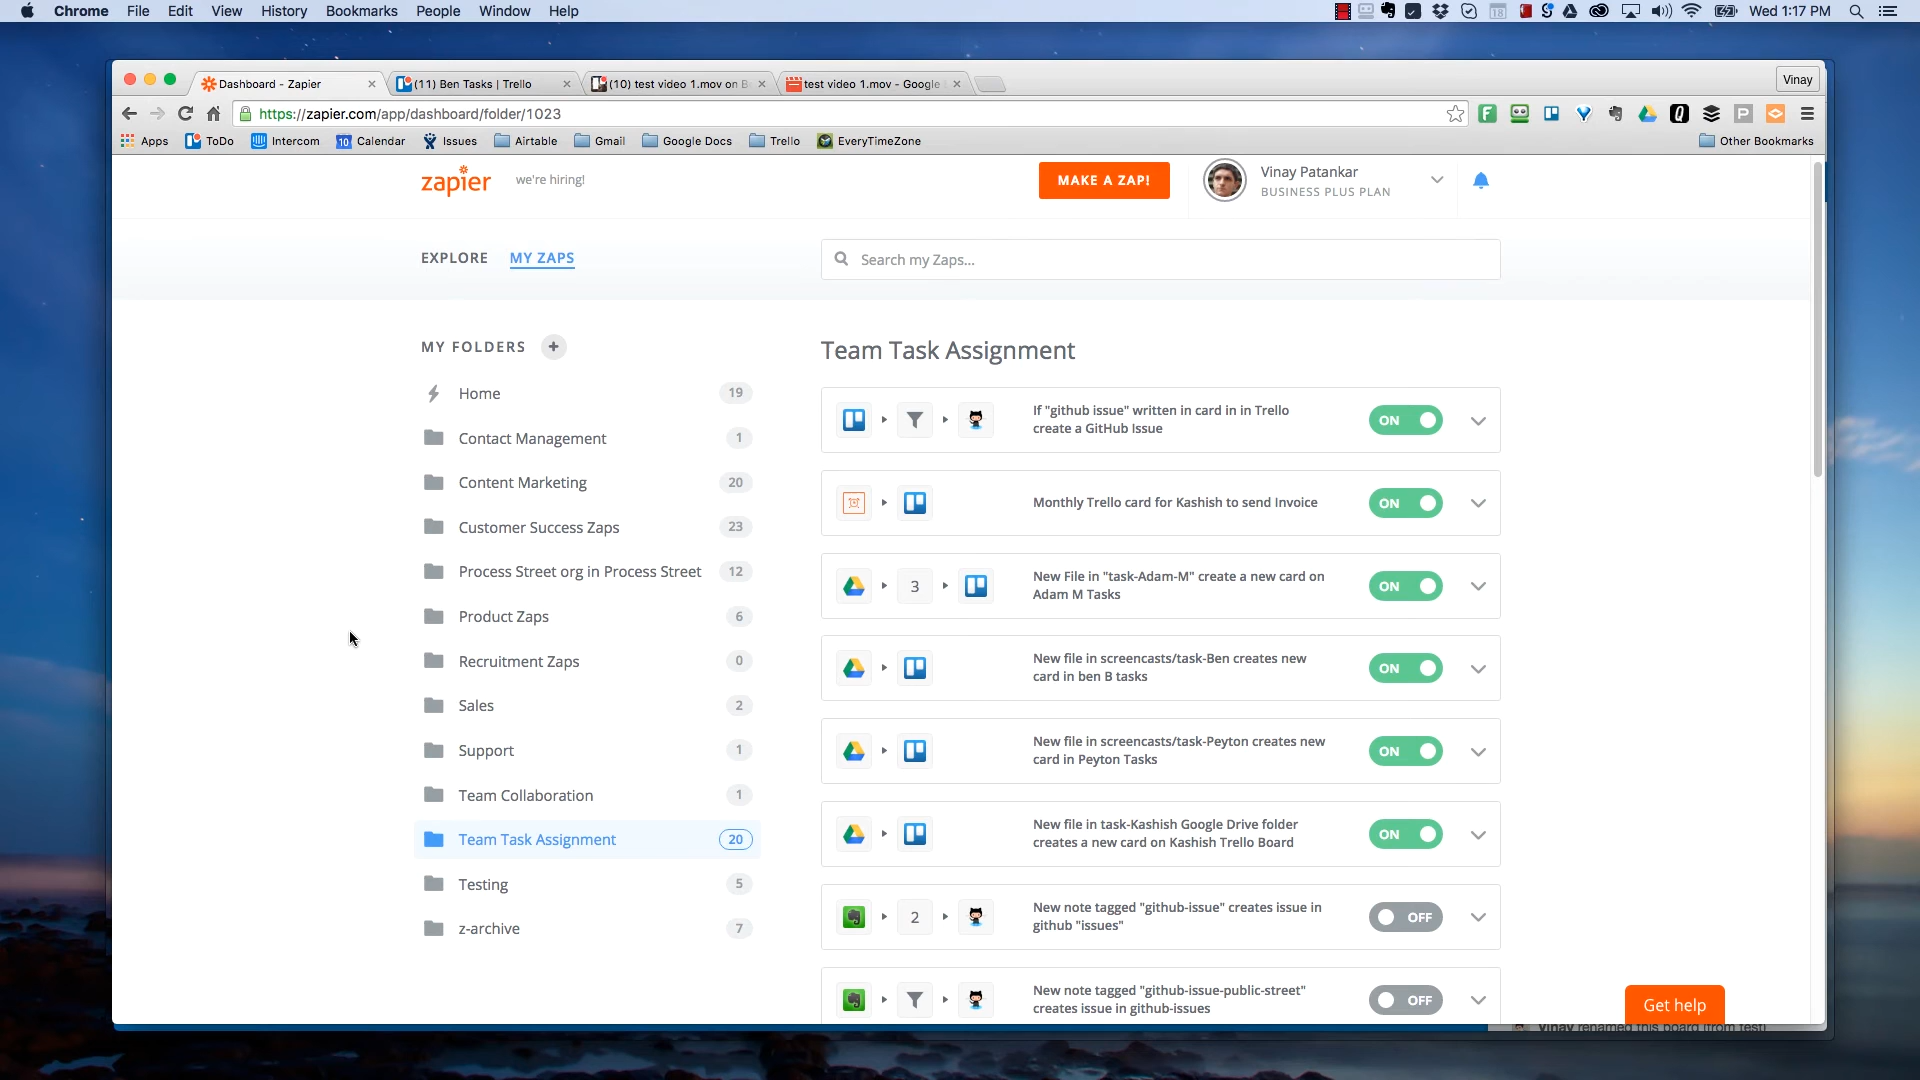 Chrome File Edit View History Bookmarks People Window Help
Wed 1:17 PM
Dashboard - Zapier
(11) Ben Tasks | Trello
(10) test video 1.mov on B
test video 1.mov - Google
Vinay
https://zapier.com/app/dashboard/folder/1023
Apps ToDo Intercom Calendar Issues Airtable Gmail Google Docs Trello EveryTimeZone Other Bookmarks
zapier
we're hiring!
MAKE A ZAP!
Vinay Patankar
BUSINESS PLUS PLAN
EXPLORE MY ZAPS
Search my Zaps...
MY FOLDERS +
Home 19
Contact Management 1
Content Marketing 20
Customer Success Zaps 23
Process Street org in Process Street 12
Product Zaps 6
Recruitment Zaps 0
Sales 2
Support 1
Team Collaboration 1
Team Task Assignment 20
Testing 5
z-archive 7
Team Task Assignment
If "github issue" written in card in in Trello
create a GitHub Issue
ON
Monthly Trello card for Kashish to send Invoice
ON
3
New File in "task-Adam-M" create a new card on
Adam M Tasks
ON
New file in screencasts/task-Ben creates new
card in ben B tasks
ON
New file in screencasts/task-Peyton creates new
card in Peyton Tasks
ON
New file in task-Kashish Google Drive folder
creates a new card on Kashish Trello Board
ON
2
New note tagged "github-issue" creates issue in
github "issues"
OFF
New note tagged "github-issue-public-street"
creates issue in github-issues
OFF
Get help
Vinay renamed this board (from test)